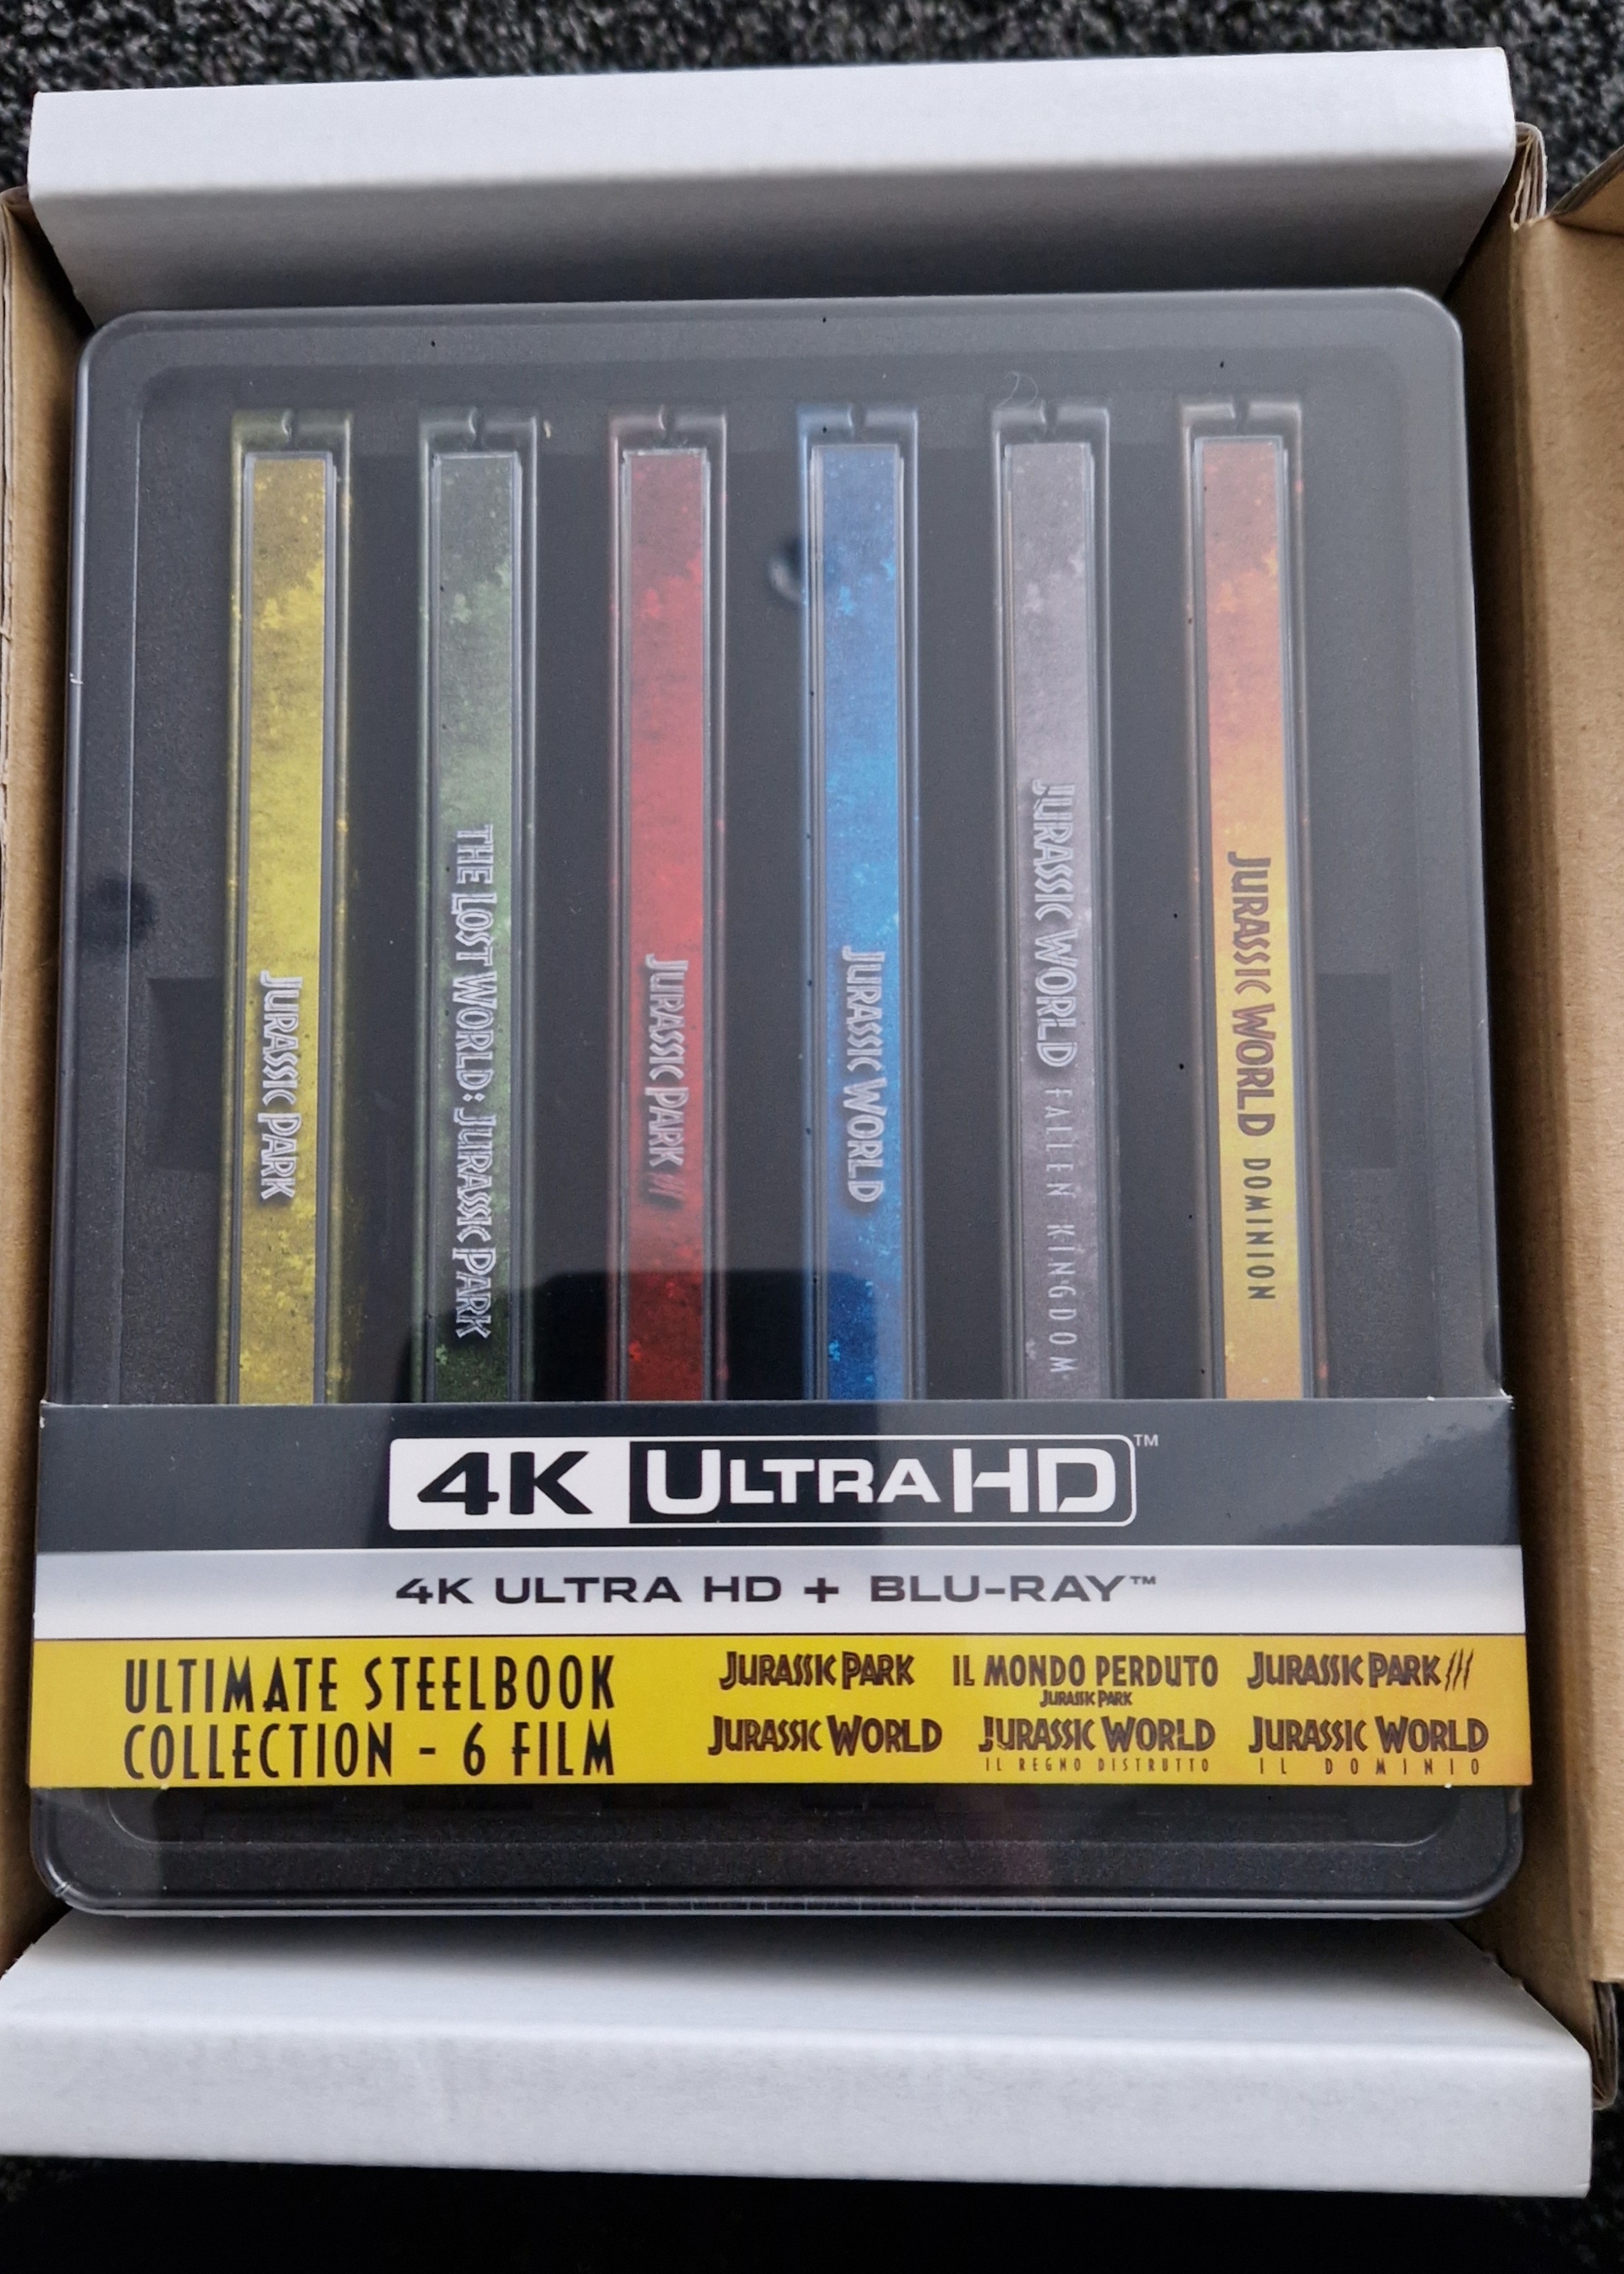 JURASSIC PARK
THE LOST WORLD: JURASSIC PARK
JURASSIC PARK III
JURASSIC WORLD
JURASSIC WORLD FALLEN KINGDOM
JURASSIC WORLD DOMINION
4K ULTRA HD™
4K ULTRA HD + BLU-RAY™
ULTIMATE STEELBOOK
COLLECTION - 6 FILM
JURASSIC PARK
IL MONDO PERDUTO
JURASSIC PARK
JURASSIC PARK III
JURASSIC WORLD
JURASSIC WORLD
IL REGNO DISTRUTTO
JURASSIC WORLD
IL DOMINIO